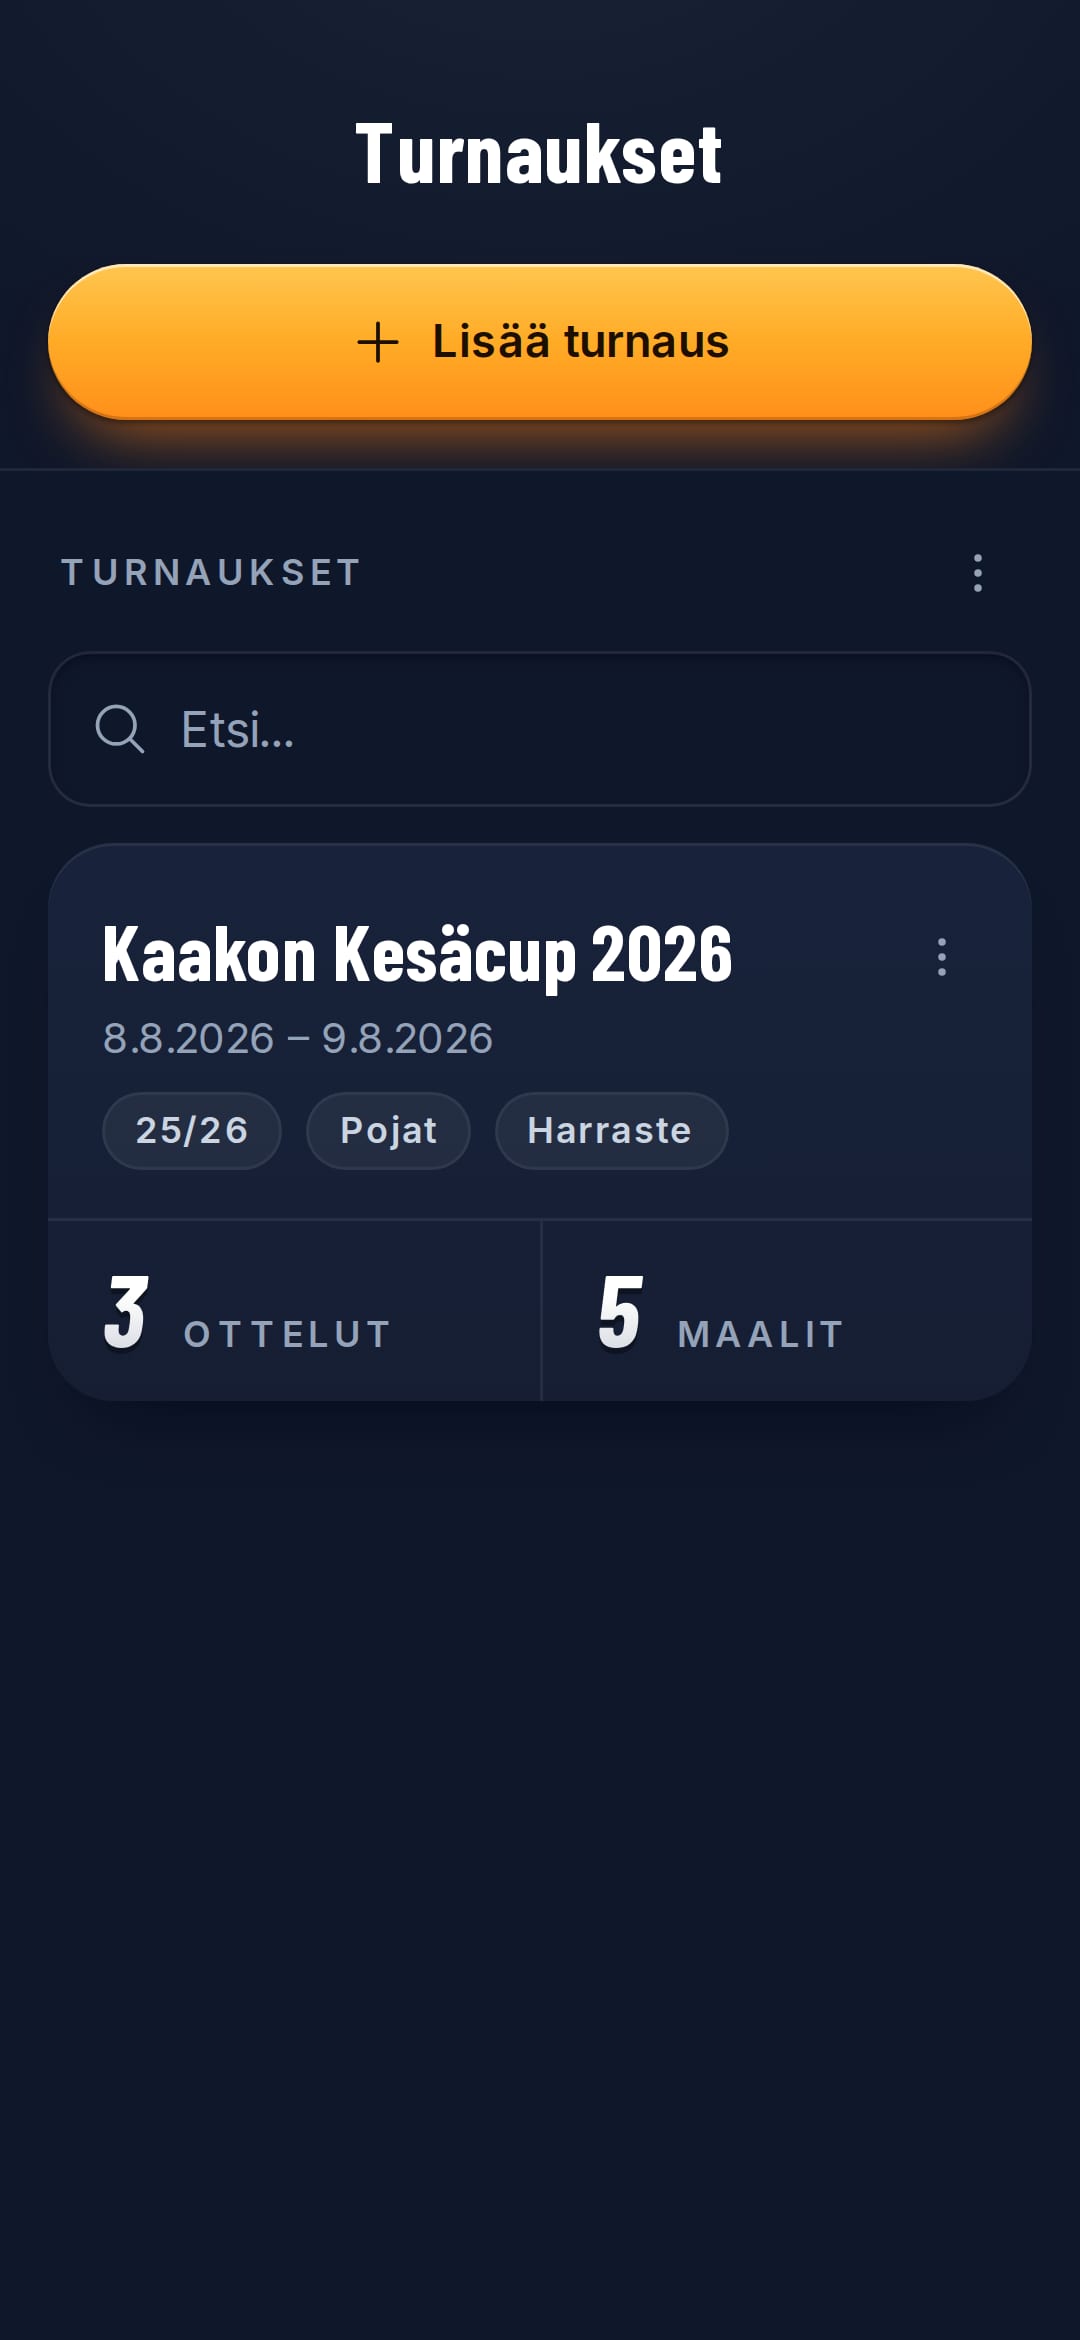 Turnaukset
Lisää turnaus
TURNAUKSET
Etsi...
Kaakon Kesäcup 2026
8.8.2026 – 9.8.2026
25/26 Pojat Harraste
3 OTTELUT 5 MAALIT